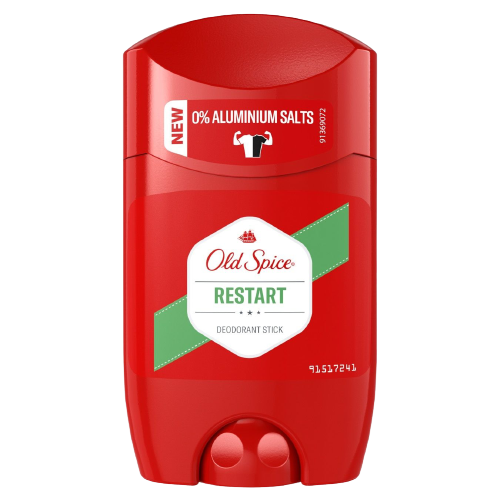 NEW
0% ALUMINIUM SALTS
91369072
Old Spice®
RESTART
DEODORANT STICK
91517241